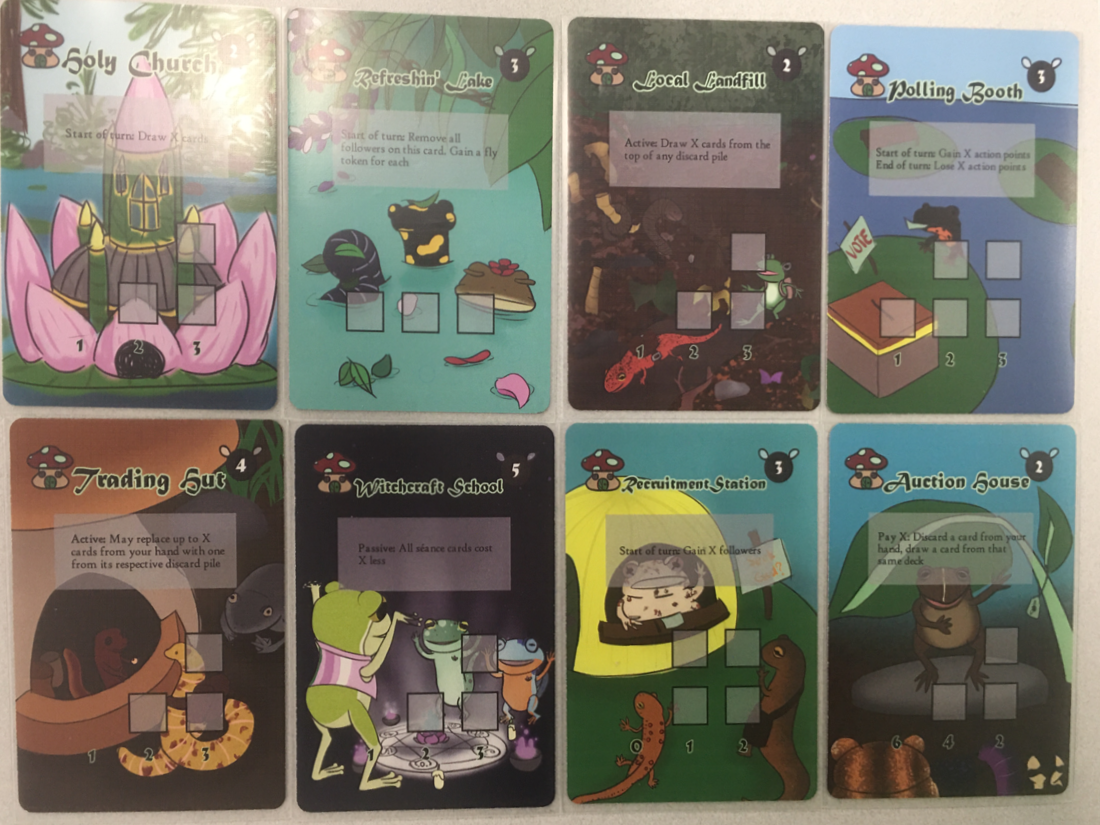 Holy Church
Start of turn: Draw X cards
1 2 3
Refreshin' Lake
3
Start of turn: Remove all
followers on this card. Gain a fly
token for each
Local Landfill
2
Active: Draw X cards from the
top of any discard pile
1 2 3
Polling Booth
3
Start of turn: Gain X action points
End of turn: Lose X action points
VOTE
1 2 3
Trading Hut
4
Active: May replace up to X
cards from your hand with one
from its respective discard pile
1 2 3
Witchcraft School
5
Passive: All séance cards cost
X less
1 2 3
Recruitment Station
3
Start of turn: Gain X followers
0 1 2
Auction House
2
Pay X: Discard a card from your
hand, draw a card from that
same deck
6 4 2